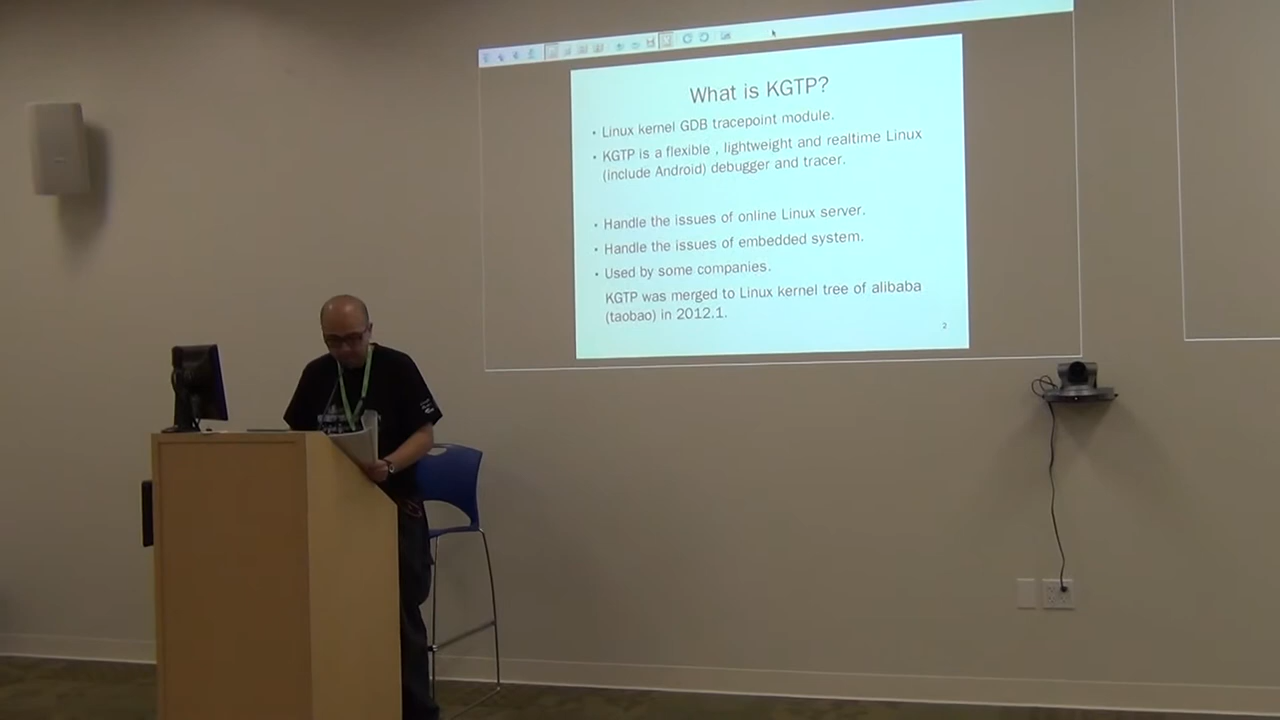 What is KGTP?
• Linux kernel GDB tracepoint module.
• KGTP is a flexible , lightweight and realtime Linux
(include Android) debugger and tracer.
• Handle the issues of online Linux server.
• Handle the issues of embedded system.
• Used by some companies.
KGTP was merged to Linux kernel tree of alibaba
(taobao) in 2012.1.
2